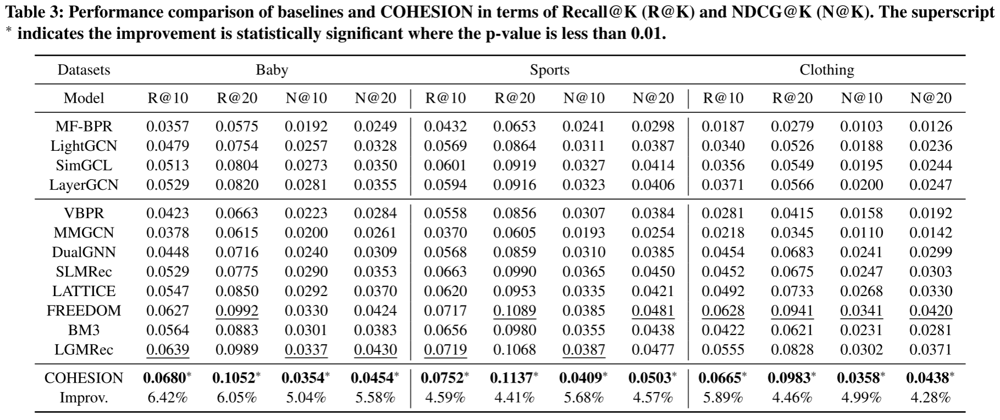 Table 3: Performance comparison of baselines and COHESION in terms of Recall@K (R@K) and NDCG@K (N@K). The superscript
* indicates the improvement is statistically significant where the p-value is less than 0.01.
Datasets Baby Sports Clothing
Model R@10 R@20 N@10 N@20 R@10 R@20 N@10 N@20 R@10 R@20 N@10 N@20
MF-BPR 0.0357 0.0575 0.0192 0.0249 0.0432 0.0653 0.0241 0.0298 0.0187 0.0279 0.0103 0.0126
LightGCN 0.0479 0.0754 0.0257 0.0328 0.0569 0.0864 0.0311 0.0387 0.0340 0.0526 0.0188 0.0236
SimGCL 0.0513 0.0804 0.0273 0.0350 0.0601 0.0919 0.0327 0.0414 0.0356 0.0549 0.0195 0.0244
LayerGCN 0.0529 0.0820 0.0281 0.0355 0.0594 0.0916 0.0323 0.0406 0.0371 0.0566 0.0200 0.0247
VBPR 0.0423 0.0663 0.0223 0.0284 0.0558 0.0856 0.0307 0.0384 0.0281 0.0415 0.0158 0.0192
MMGCN 0.0378 0.0615 0.0200 0.0261 0.0370 0.0605 0.0193 0.0254 0.0218 0.0345 0.0110 0.0142
DualGNN 0.0448 0.0716 0.0240 0.0309 0.0568 0.0859 0.0310 0.0385 0.0454 0.0683 0.0241 0.0299
SLMRec 0.0529 0.0775 0.0290 0.0353 0.0663 0.0990 0.0365 0.0450 0.0452 0.0675 0.0247 0.0303
LATTICE 0.0547 0.0850 0.0292 0.0370 0.0620 0.0953 0.0335 0.0421 0.0492 0.0733 0.0268 0.0330
FREEDOM 0.0627 0.0992 0.0330 0.0424 0.0717 0.1089 0.0385 0.0481 0.0628 0.0941 0.0341 0.0420
BM3 0.0564 0.0883 0.0301 0.0383 0.0656 0.0980 0.0355 0.0438 0.0422 0.0621 0.0231 0.0281
LGMRec 0.0639 0.0989 0.0337 0.0430 0.0719 0.1068 0.0387 0.0477 0.0555 0.0828 0.0302 0.0371
COHESION 0.0680* 0.1052* 0.0354* 0.0454* 0.0752* 0.1137* 0.0409* 0.0503* 0.0665* 0.0983* 0.0358* 0.0438*
Improv. 6.42% 6.05% 5.04% 5.58% 4.59% 4.41% 5.68% 4.57% 5.89% 4.46% 4.99% 4.28%